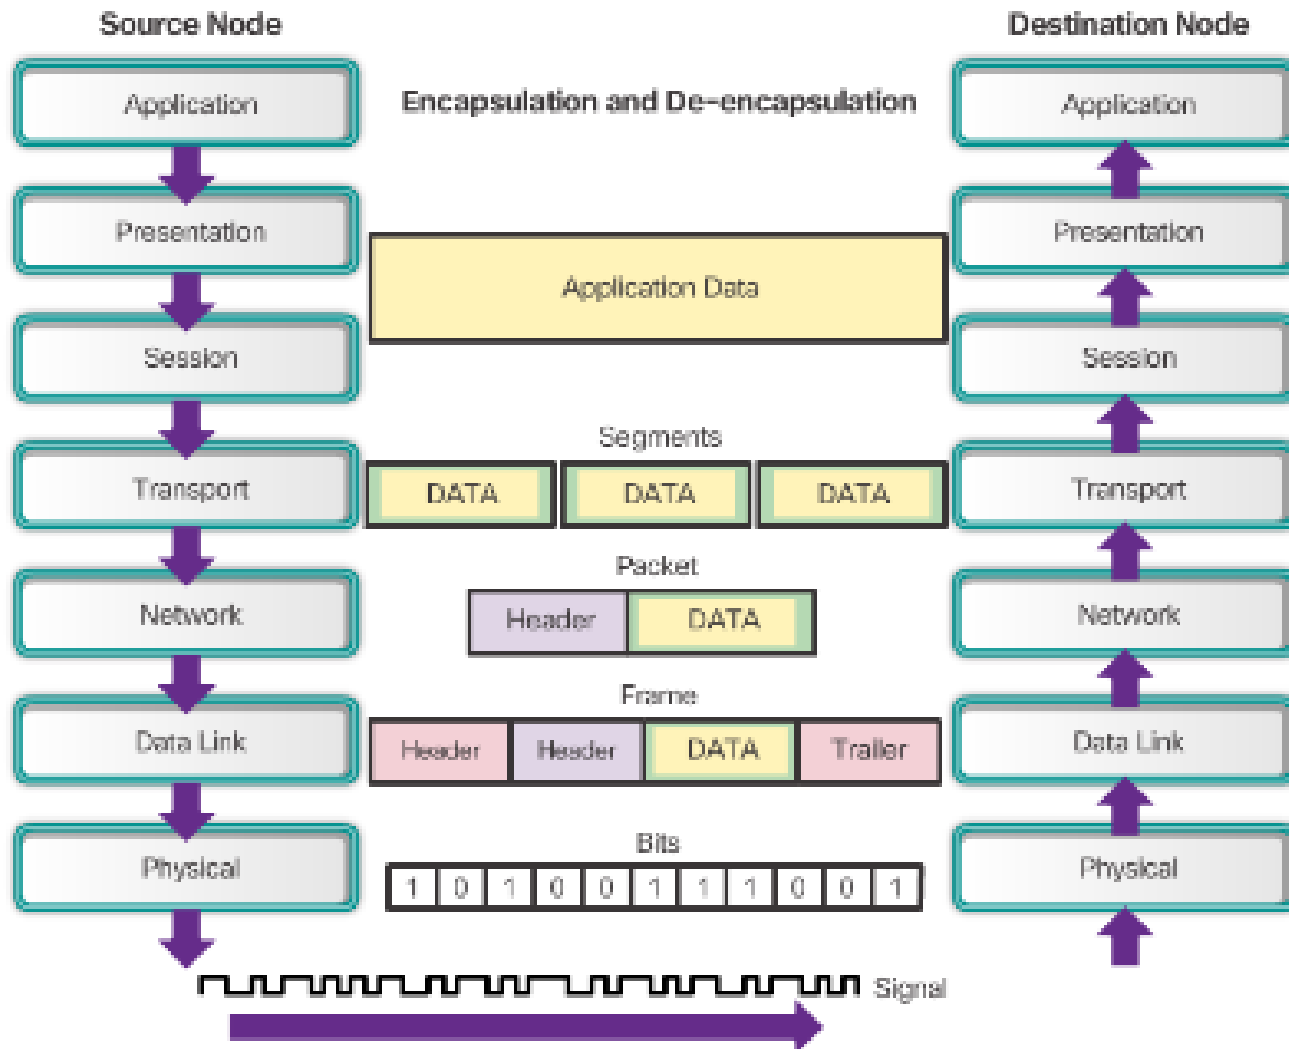 Source Node
Destination Node
Encapsulation and De-encapsulation
Application
Application
Presentation
Presentation
Application Data
Session
Session
Segments
Transport
DATA
DATA
DATA
Transport
Packet
Network
Header
DATA
Network
Frame
Data Link
Header
Header
DATA
Trailer
Data Link
Bits
Physical
1 0 1 0 0 1 1 1 0 0 1
Physical
Signal